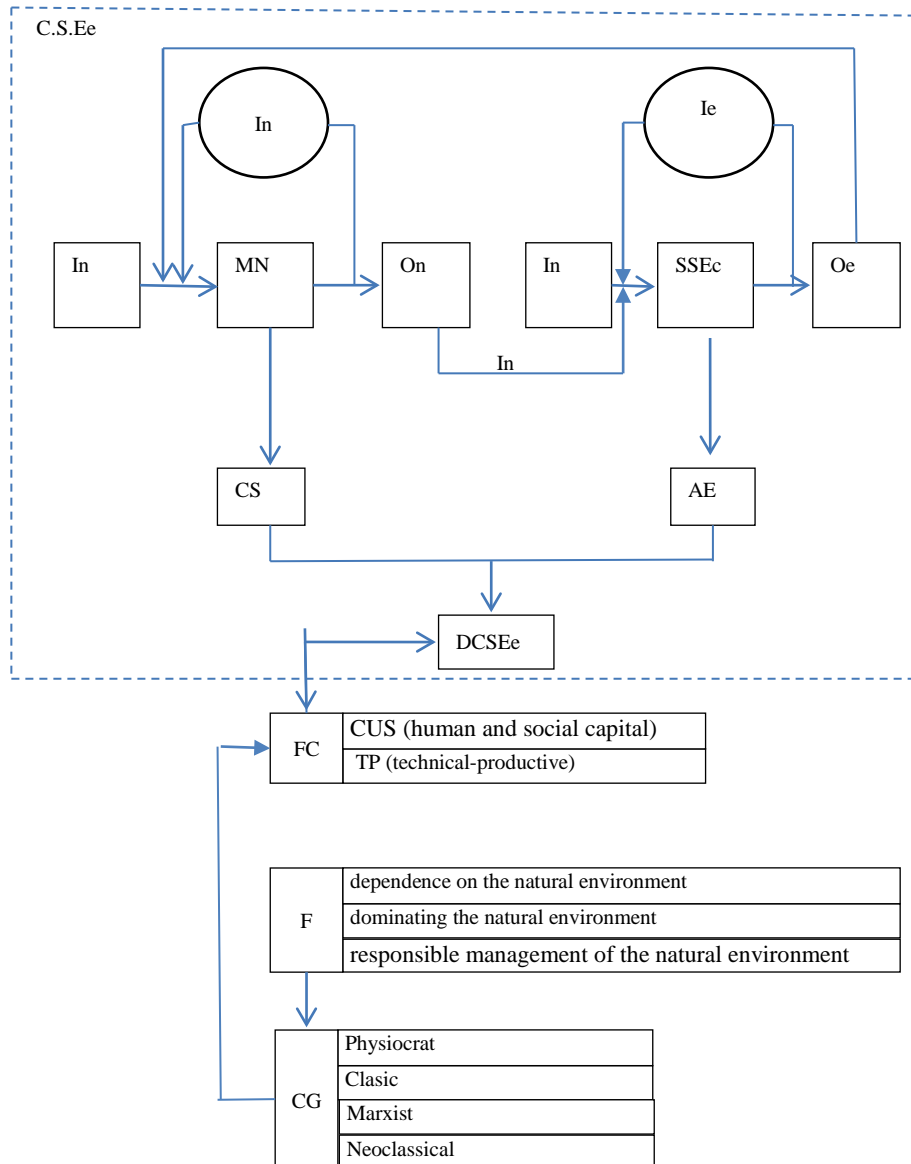 C.S.Ee
In
Ie
In
MN
On
In
SSEc
Oe
In
CS
AE
DCSEe
FC
CUS (human and social capital)
TP (technical-productive)
F
dependence on the natural environment
dominating the natural environment
responsible management of the natural environment
CG
Physiocrat
Clasic
Marxist
Neoclassical